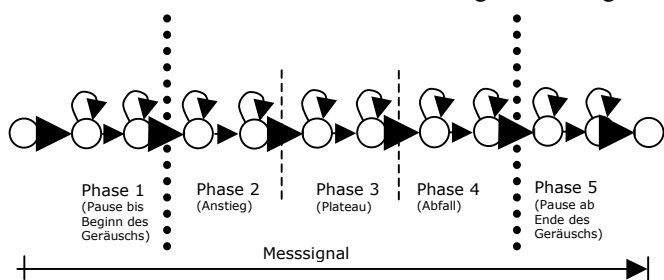 Phase 1
(Pause bis
Beginn des
Geräuschs)
Phase 2
(Anstieg)
Phase 3
(Plateau)
Phase 4
(Abfall)
Phase 5
(Pause ab
Ende des
Geräuschs)
Messsignal